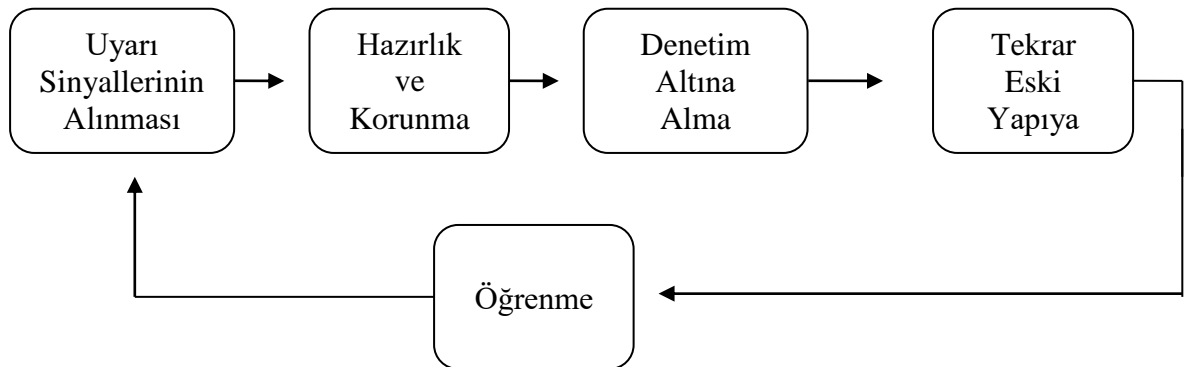 Uyarı
Sinyallerinin
Alınması
Hazırlık
ve
Korunma
Denetim
Altına
Alma
Tekrar
Eski
Yapıya
Öğrenme